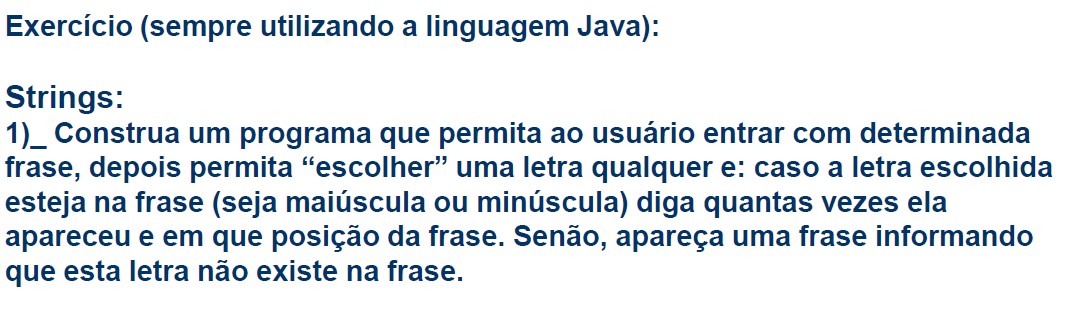 Exercício (sempre utilizando a linguagem Java):
Strings:
1)_ Construa um programa que permita ao usuário entrar com determinada
frase, depois permita “escolher” uma letra qualquer e: caso a letra escolhida
esteja na frase (seja maiúscula ou minúscula) diga quantas vezes ela
apareceu e em que posição da frase. Senão, apareça uma frase informando
que esta letra não existe na frase.